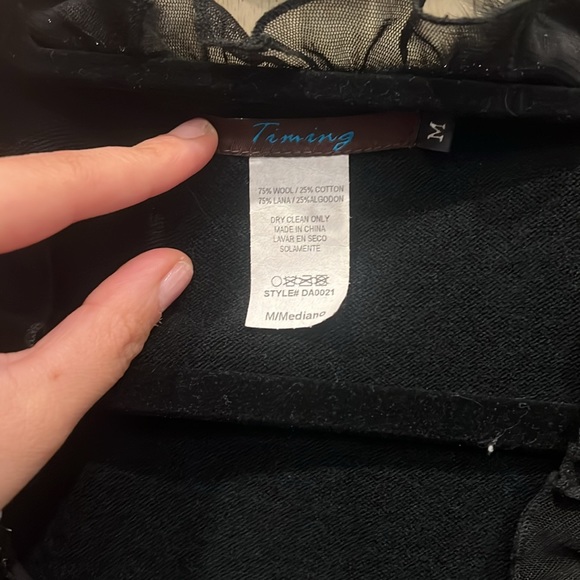 Timing
M
75% WOOL / 25% COTTON
75% LANA / 25%ALGODON
DRY CLEAN ONLY
MADE IN CHINA
LAVAR EN SECO
SOLAMENTE
STYLE# DA0021
M/Mediano